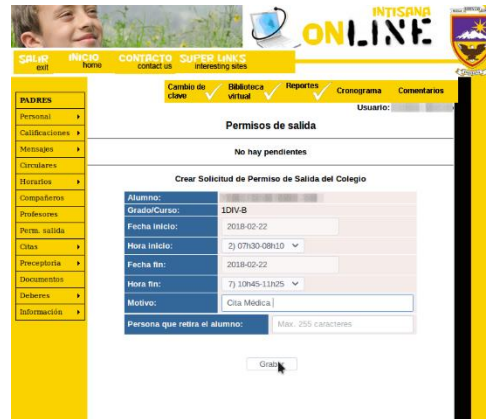 INTISANA
ONLINE
SALIR INICIO CONTACTO SUPER LINKS
exit home contact us interesting sites
Cambio de clave Biblioteca virtual Reportes Cronograma Comentarios
Usuario:
PADRES
Personal
Calificaciones
Mensajes
Circulares
Horarios
Compañeros
Profesores
Perm. salida
Citas
Preceptoria
Documentos
Deberes
Información
Permisos de salida
No hay pendientes
Crear Solicitud de Permiso de Salida del Colegio
Alumno:
Grado/Curso: 1DIV-B
Fecha Inicio: 2018-02-22
Hora Inicio: 2) 07h30-08h10
Fecha fin: 2018-02-22
Hora fin: 7) 10h45-11h25
Motivo: Cita Médica
Persona que retira el alumno: Max. 255 caracteres
Grabar